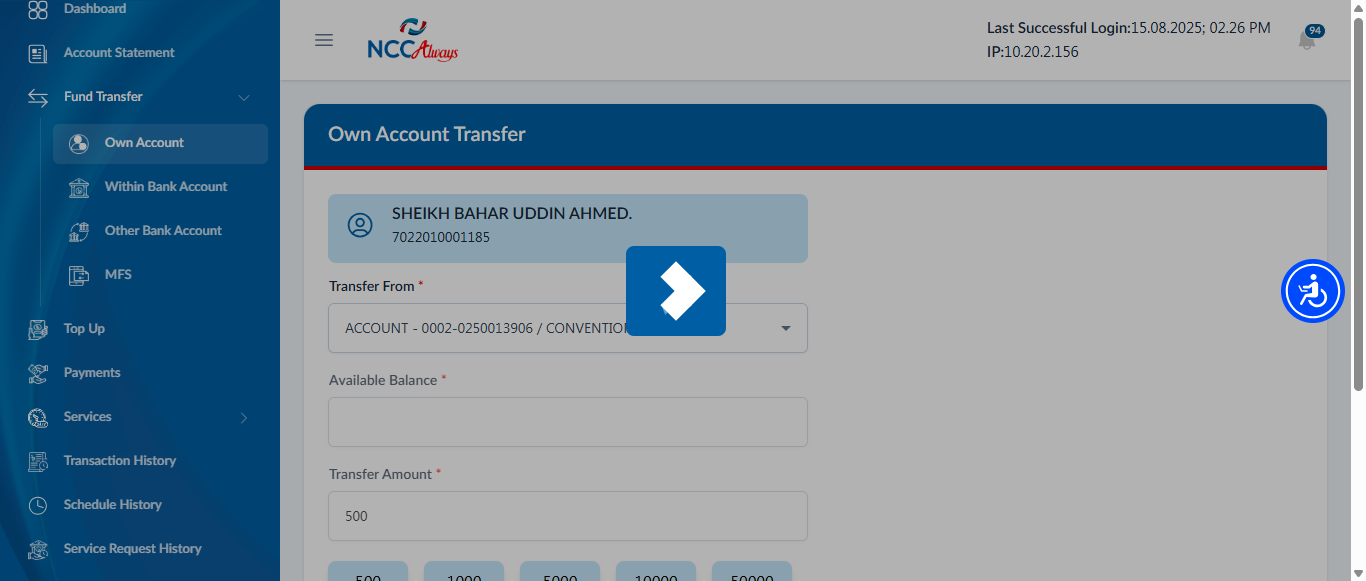 Dashboard
Account Statement
Fund Transfer
Own Account
Within Bank Account
Other Bank Account
MFS
Top Up
Payments
Services
Transaction History
Schedule History
Service Request History
NCC Always
Last Successful Login:15.08.2025; 02.26 PM
IP:10.20.2.156
94
Own Account Transfer
SHEIKH BAHAR UDDIN AHMED.
7022010001185
Transfer From *
ACCOUNT - 0002-0250013906 /
Available Balance *
Transfer Amount *
500
500 1000 5000 10000 50000